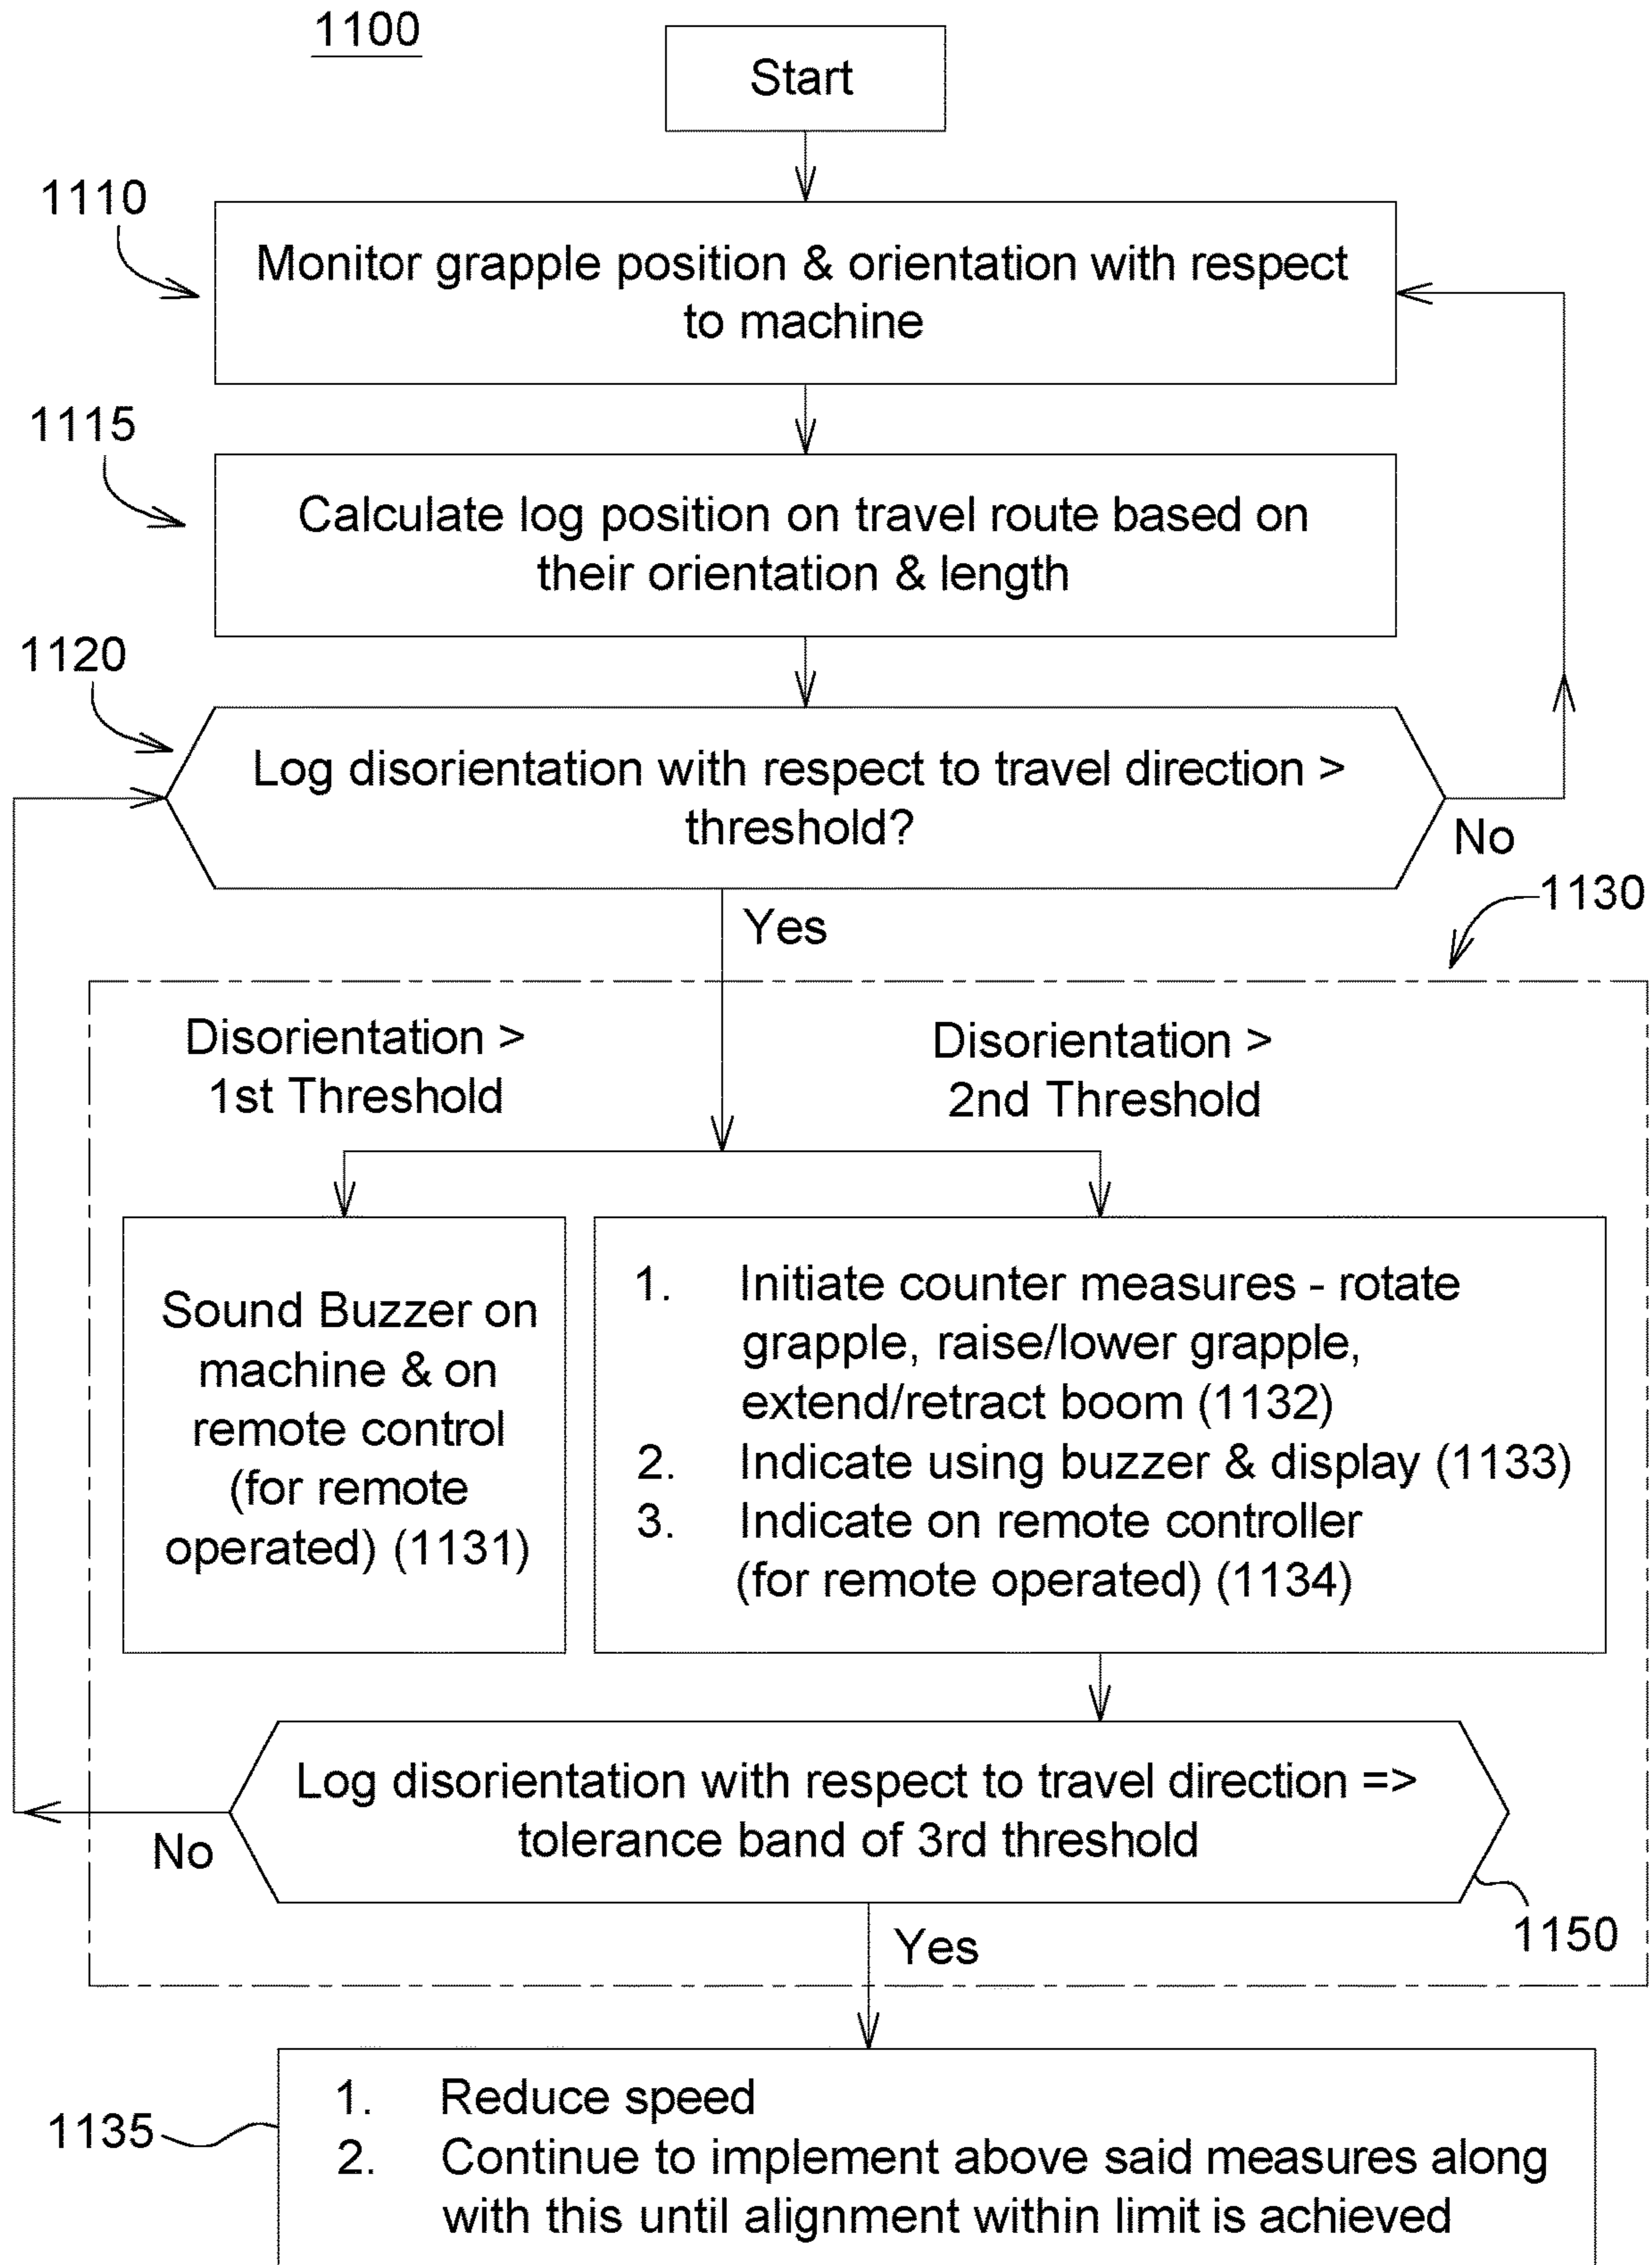 1100
Start
1110
Monitor grapple position & orientation with respect
to machine
1115
Calculate log position on travel route based on
their orientation & length
1120
Log disorientation with respect to travel direction >
threshold?
No
Yes
1130
Disorientation >
1st Threshold
Disorientation >
2nd Threshold
Sound Buzzer on
machine & on
remote control
(for remote
operated) (1131)
1. Initiate counter measures - rotate
grapple, raise/lower grapple,
extend/retract boom (1132)
2. Indicate using buzzer & display (1133)
3. Indicate on remote controller
(for remote operated) (1134)
Log disorientation with respect to travel direction =>
tolerance band of 3rd threshold
No
1150
Yes
1135
1. Reduce speed
2. Continue to implement above said measures along
with this until alignment within limit is achieved